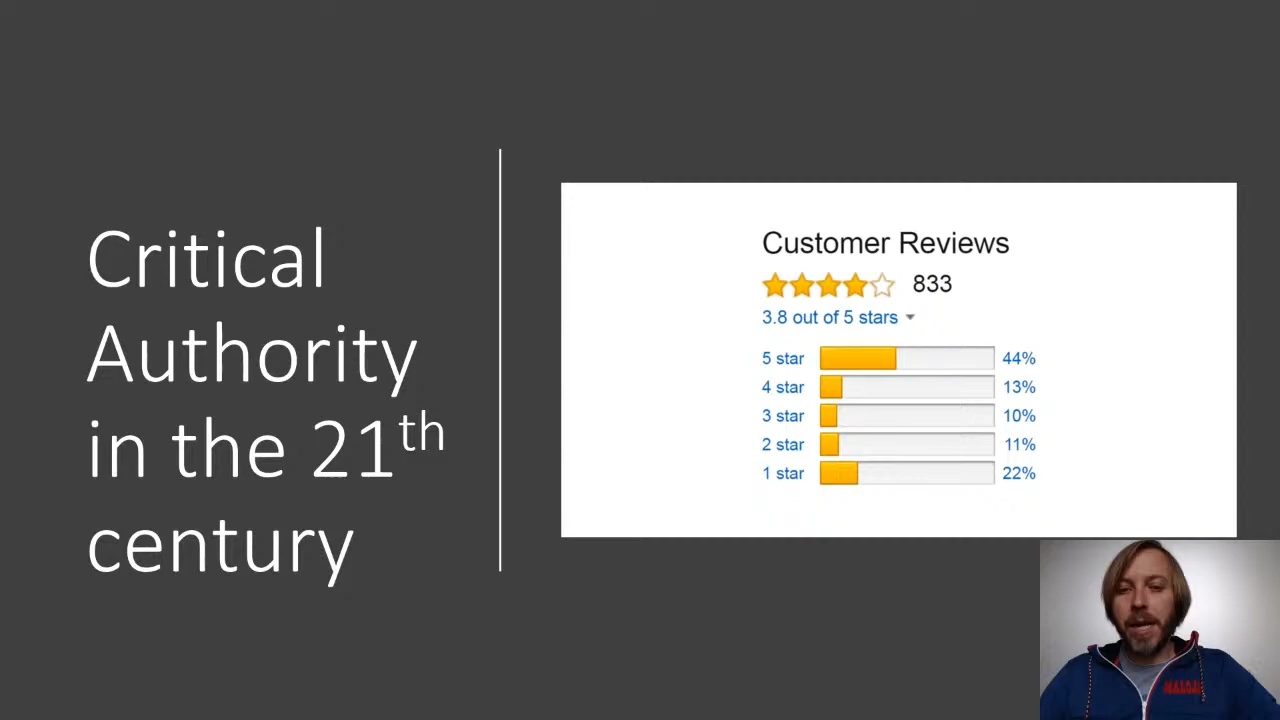 Critical
Authority
in the 21th
century
Customer Reviews
833
3.8 out of 5 stars
5 star 44%
4 star 13%
3 star 10%
2 star 11%
1 star 22%